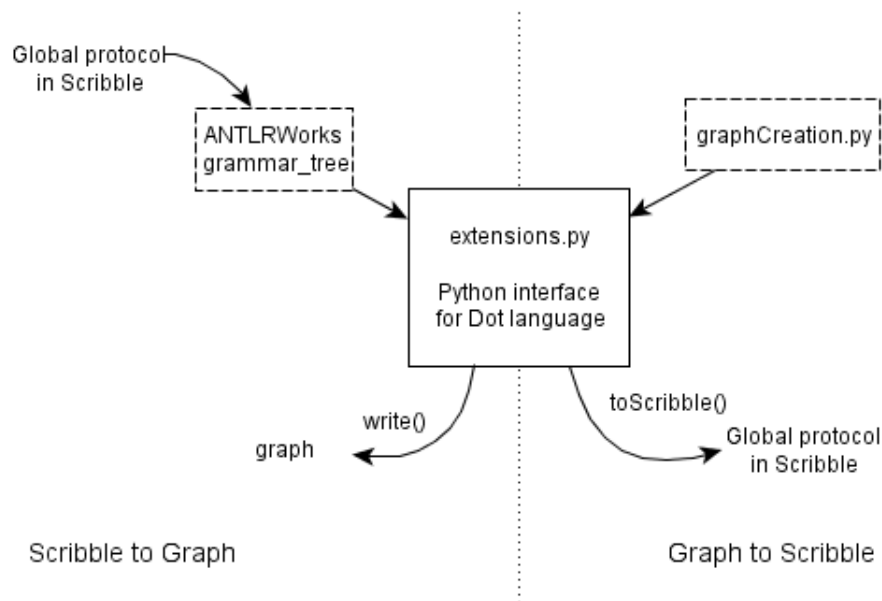 Global protocol
in Scribble
ANTLRWorks
grammar_tree
graphCreation.py
extensions.py
Python interface
for Dot language
write()
graph
toScribble()
Global protocol
in Scribble
Scribble to Graph
Graph to Scribble